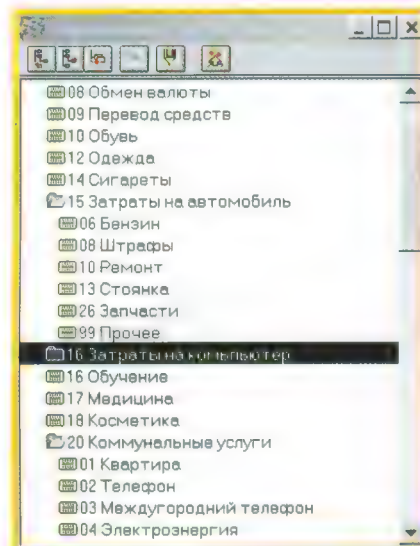 08 Обмен валюты
09 Перевод средств
10 Обувь
12 Одежда
14 Сигареты
15 Затраты на автомобиль
06 Бензин
08 Штрафы
10 Ремонт
13 Стоянка
26 Запчасти
99 Прочее
16 Затраты на компьютер
16 Обучение
17 Медицина
18 Косметика
20 Коммунальные услуги
01 Квартира
02 Телефон
03 Междугородний телефон
04 Электроэнергия